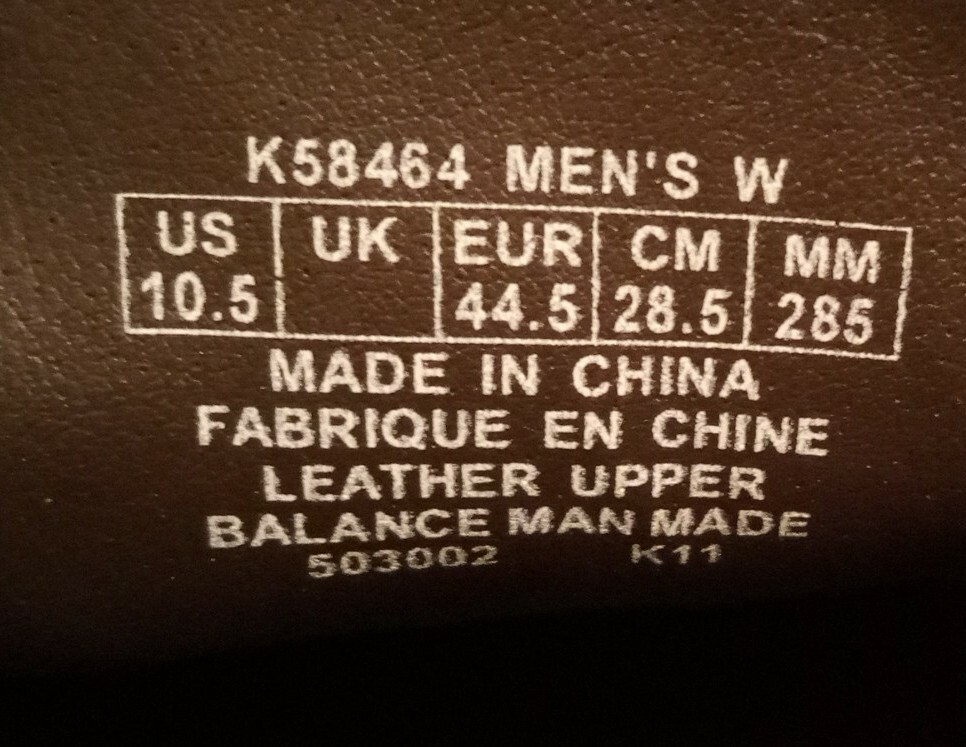 K58464 MEN'S W
US UK EUR CM MM
10.5 44.5 28.5 285
MADE IN CHINA
FABRIQUE EN CHINE
LEATHER UPPER
BALANCE MAN MADE
503002 K11